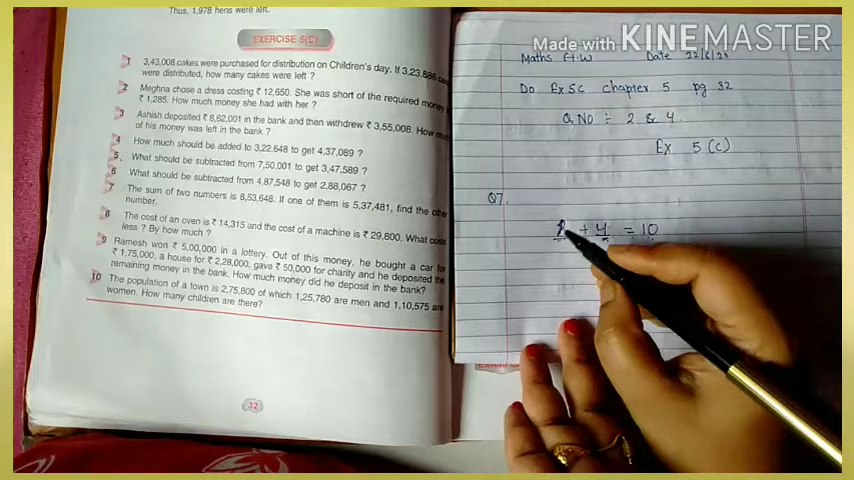 Thus, 1,978 hens were left.
EXERCISE 5(C)
1 3,43,008 cakes were purchased for distribution on Children's day. If 3,23,886 cakes
were distributed, how many cakes were left ?
2 Meghna chose a dress costing ₹ 12,650. She was short of the required money
₹ 1,285. How much money she had with her ?
3 Ashish deposited ₹ 8,62,001 in the bank and then withdrew ₹ 3,55,008. How much
of his money was left in the bank ?
4 How much should be added to 3,22,648 to get 4,37,089 ?
5. What should be subtracted from 7,50,001 to get 3,47,589 ?
6 What should be subtracted from 4,87,548 to get 2,88,067 ?
7 The sum of two numbers is 8,53,648. If one of them is 5,37,481, find the other
number.
8 The cost of an oven is ₹ 14,315 and the cost of a machine is ₹ 29,800. What costs
less ? By how much ?
9 Ramesh won ₹ 5,00,000 in a lottery. Out of this money, he bought a car for
₹ 1,75,000, a house for ₹ 2,28,000, gave ₹ 50,000 for charity and he deposited the
remaining money in the bank. How much money did he deposit in the bank?
10 The population of a town is 2,75,800 of which 1,25,780 are men and 1,10,575 are
women. How many children are there?
32
Made with KINEMASTER
Maths H.W Date 22/8/20
Do Ex 5C chapter 5 pg 32
Q NO ÷ 2 & 4.
Ex 5 (C)
Q7.
+ 4 = 10